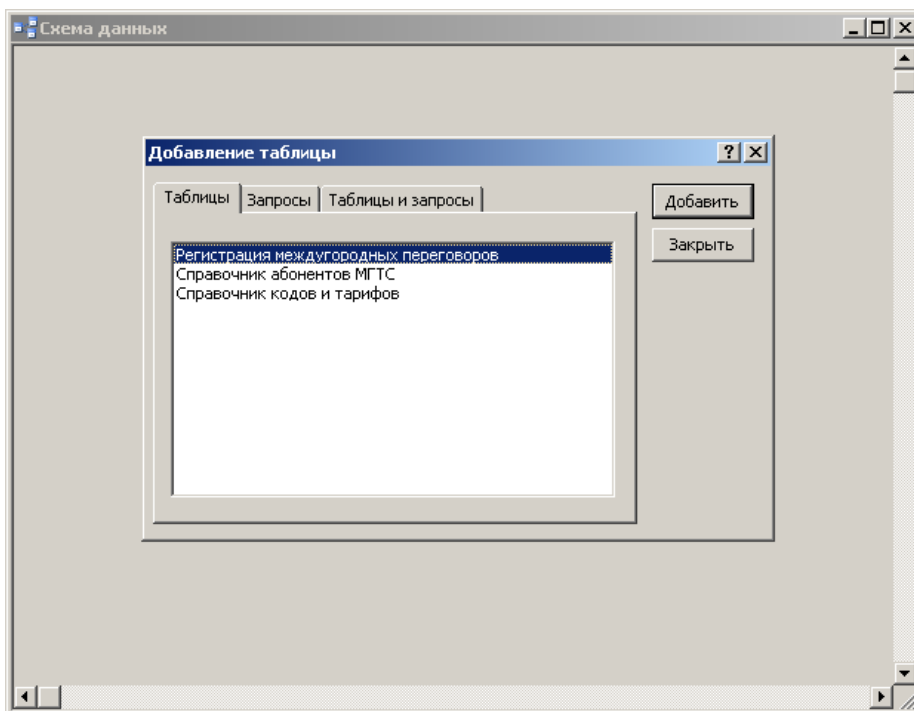 Схема данных
Добавление таблицы
Таблицы Запросы Таблицы и запросы
Добавить
Закрыть
Регистрация междугородных переговоров
Справочник абонентов МГТС
Справочник кодов и тарифов